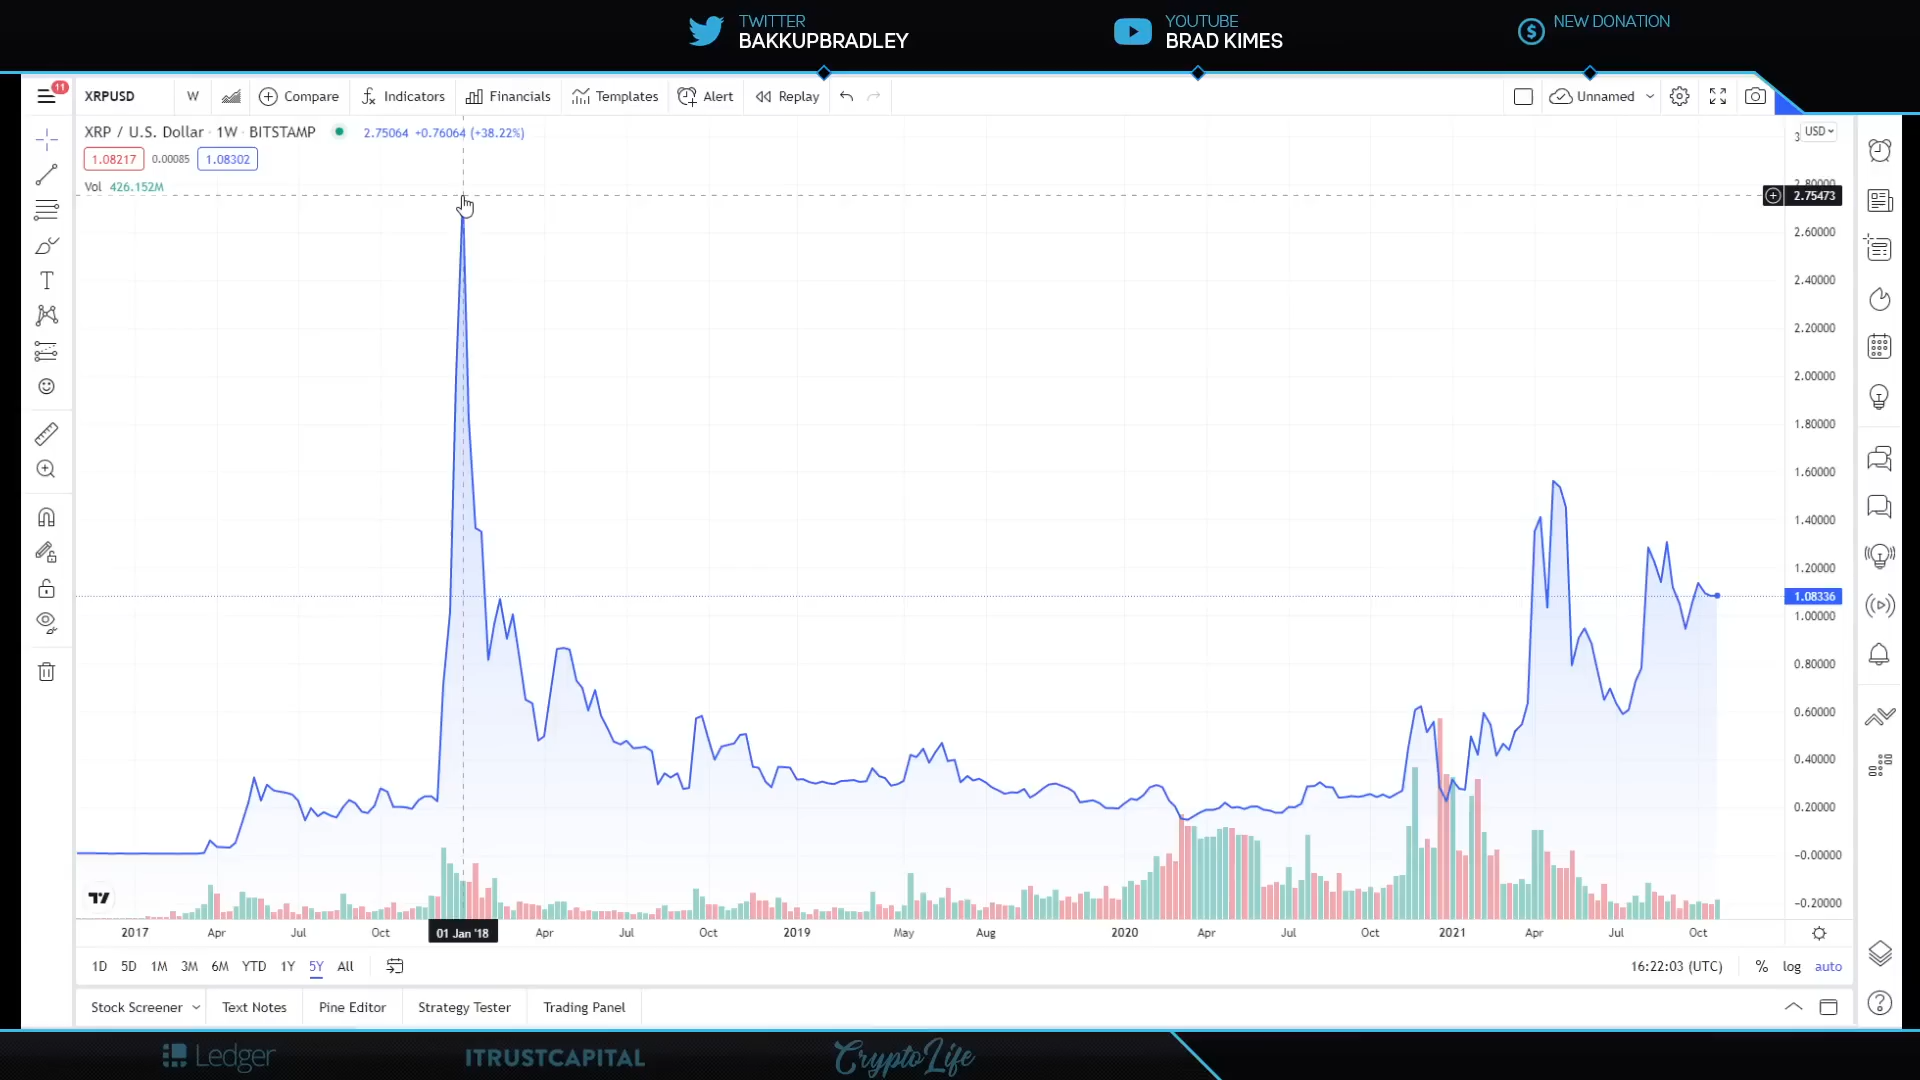 TWITTER
BAKKUPBRADLEY
YOUTUBE
BRAD KIMES
NEW DONATION
11
XRPUSD
W
Compare
Indicators
Financials
Templates
Alert
Replay
Unnamed
XRP / U.S. Dollar · 1W · BITSTAMP
2.75064 +0.76064 (+38.22%)
USD
1.08217
0.00085
1.08302
Vol 426.152M
2.80000
2.75473
2.60000
2.40000
2.20000
2.00000
1.80000
1.60000
1.40000
1.20000
1.08336
1.00000
0.80000
0.60000
0.40000
0.20000
−0.00000
−0.20000
2017
Apr
Jul
Oct
01 Jan '18
Apr
Jul
Oct
2019
May
Aug
2020
Apr
Jul
Oct
2021
Apr
Jul
Oct
1D
5D
1M
3M
6M
YTD
1Y
5Y
All
16:22:03 (UTC)
%
log
auto
Stock Screener
Text Notes
Pine Editor
Strategy Tester
Trading Panel
Ledger
ITRUSTCAPITAL
CryptoLife